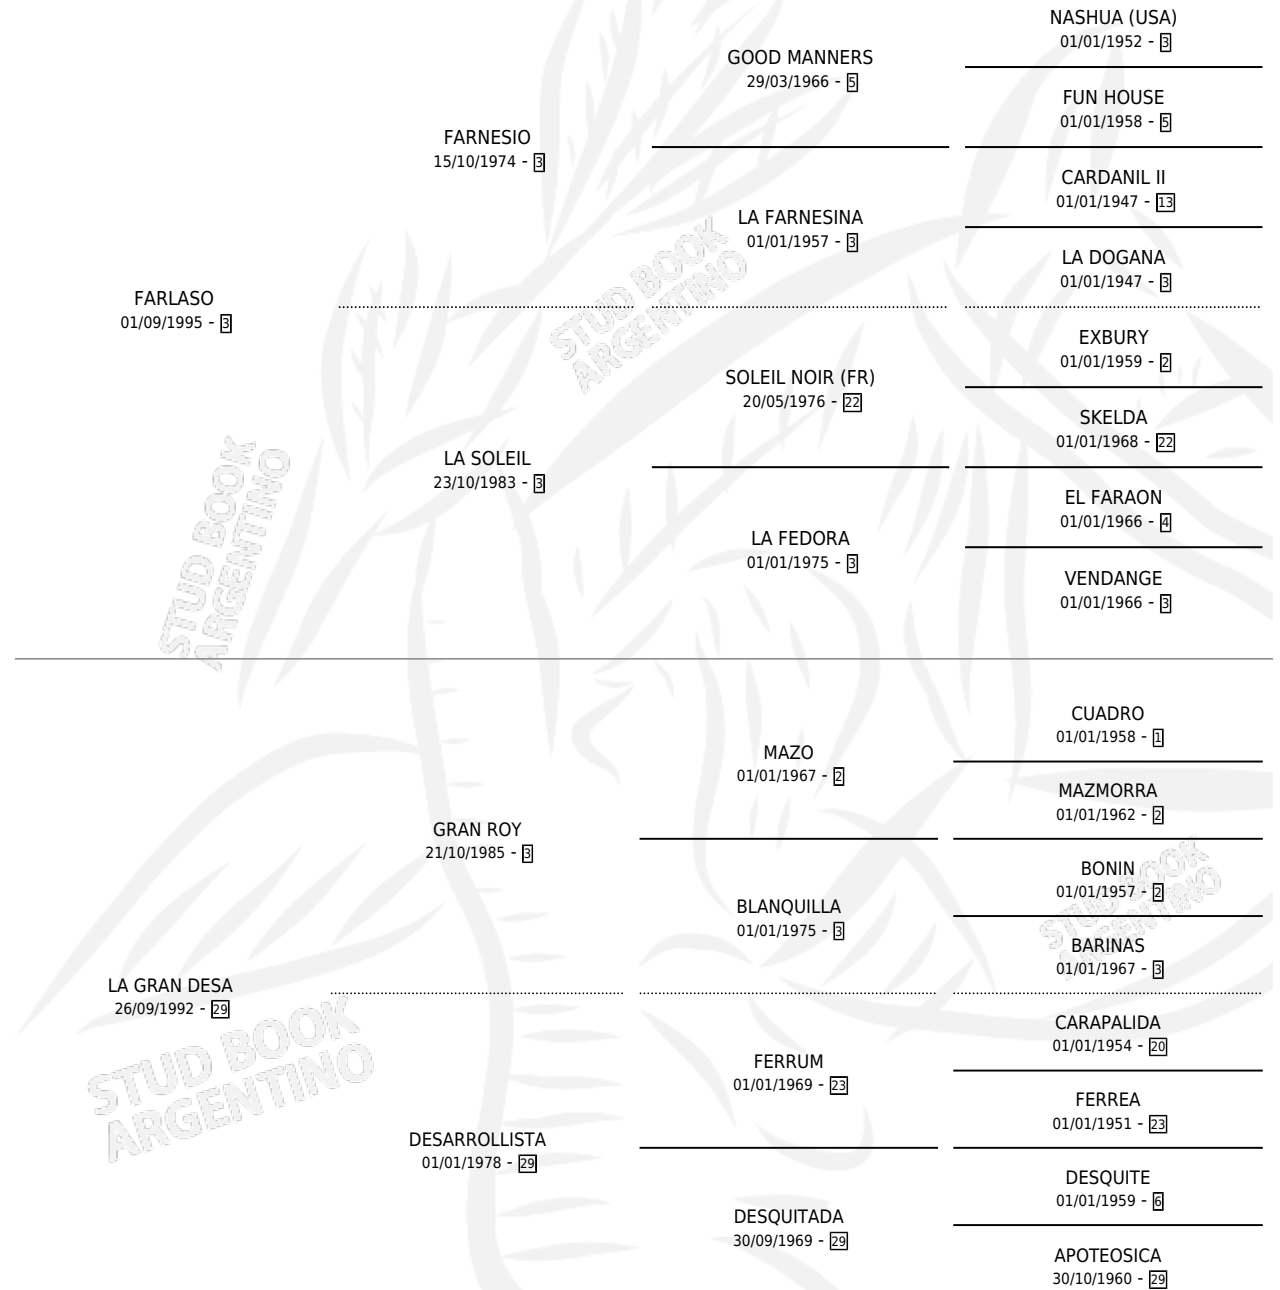 NASHUA (USA)
01/01/1952 - 3
GOOD MANNERS
29/03/1966 - 5
FUN HOUSE
01/01/1958 - 5
FARNESIO
15/10/1974 - 3
CARDANIL II
01/01/1947 - 13
LA FARNESINA
01/01/1957 - 3
LA DOGANA
01/01/1947 - 3
FARLASO
01/09/1995 - 3
STUD BOOK
ARGENTINO
EXBURY
01/01/1959 - 2
SOLEIL NOIR (FR)
20/05/1976 - 22
SKELDA
01/01/1968 - 22
LA SOLEIL
23/10/1983 - 3
EL FARAON
01/01/1966 - 4
LA FEDORA
01/01/1975 - 3
VENDANGE
01/01/1966 - 3
STUD BOOK
ARGENTINO
CUADRO
01/01/1958 - 1
MAZO
01/01/1967 - 2
MAZMORRA
01/01/1962 - 2
GRAN ROY
21/10/1985 - 3
BONIN
01/01/1957 - 2
BLANQUILLA
01/01/1975 - 3
BARINAS
01/01/1967 - 3
STUD BOOK
ARGENTINO
LA GRAN DESA
26/09/1992 - 29
CARAPALIDA
01/01/1954 - 20
FERRUM
01/01/1969 - 23
FERREA
01/01/1951 - 23
STUD BOOK
ARGENTINO
DESARROLLISTA
01/01/1978 - 29
DESQUITE
01/01/1959 - 6
DESQUITADA
30/09/1969 - 29
APOTEOSICA
30/10/1960 - 29